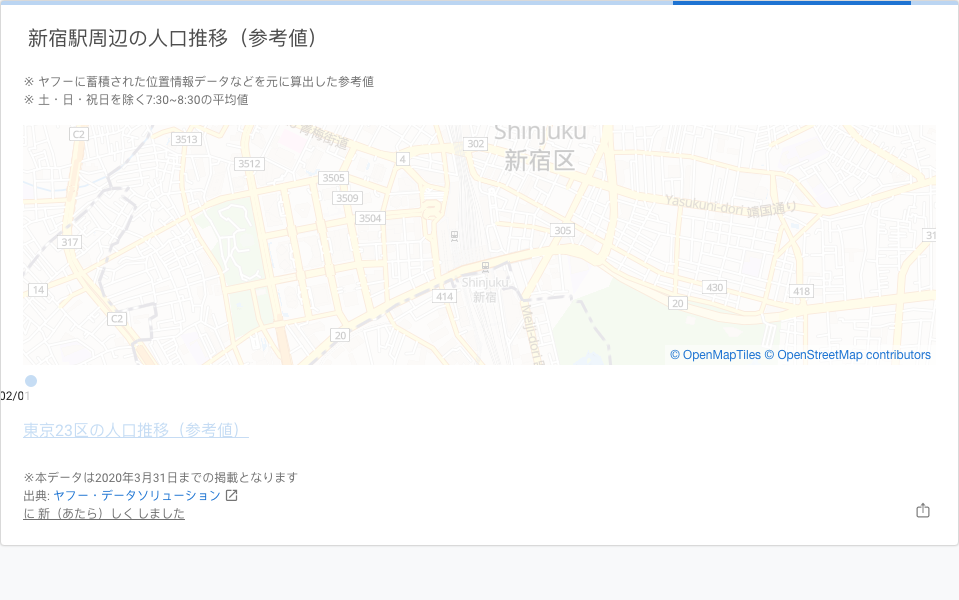 新宿駅周辺の人口推移（参考値）
※ ヤフーに蓄積された位置情報データなどを元に算出した参考値
※ 土・日・祝日を除く7:30~8:30の平均値
C2
3513
青梅街道
302
Shinjuku
新宿区
3512
4
3505
3509
3504
Yasukuni-dori 靖国通り
317
305
31
14
Shinjuku
新宿
414
430
418
20
C2
20
Meiji-dori
© OpenMapTiles © OpenStreetMap contributors
02/01
東京23区の人口推移（参考値）
※本データは2020年3月31日までの掲載となります
出典: ヤフー・データソリューション
に 新（あたら）しく しました